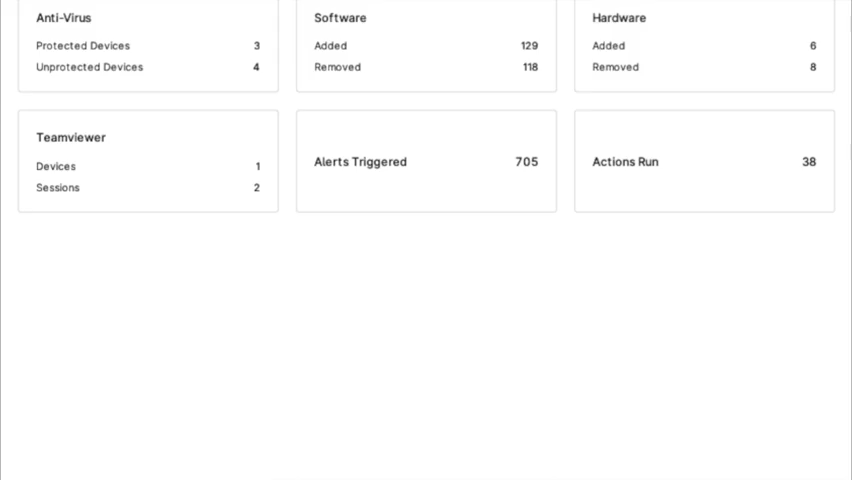 Anti-Virus
Protected Devices 3
Unprotected Devices 4
Software
Added 129
Removed 118
Hardware
Added 6
Removed 8
Teamviewer
Devices 1
Sessions 2
Alerts Triggered 705
Actions Run 38